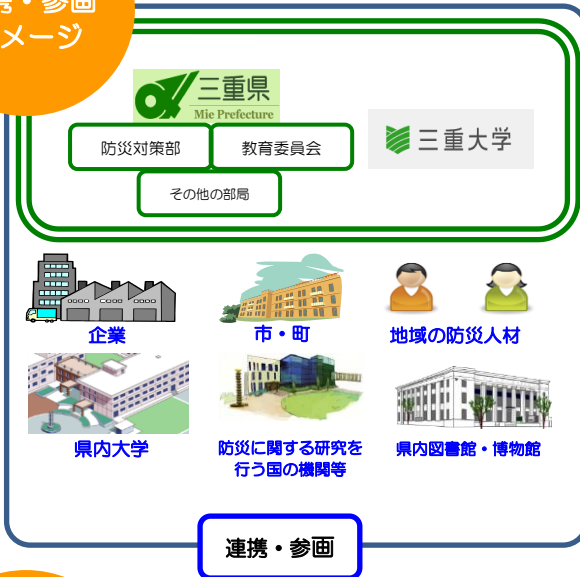 ・参画
メージ
三重県
Mie Prefecture
三重大学
防災対策部
教育委員会
その他の部局
企業
市・町
地域の防災人材
県内大学
防災に関する研究を
行う国の機関等
県内図書館・博物館
連携・参画